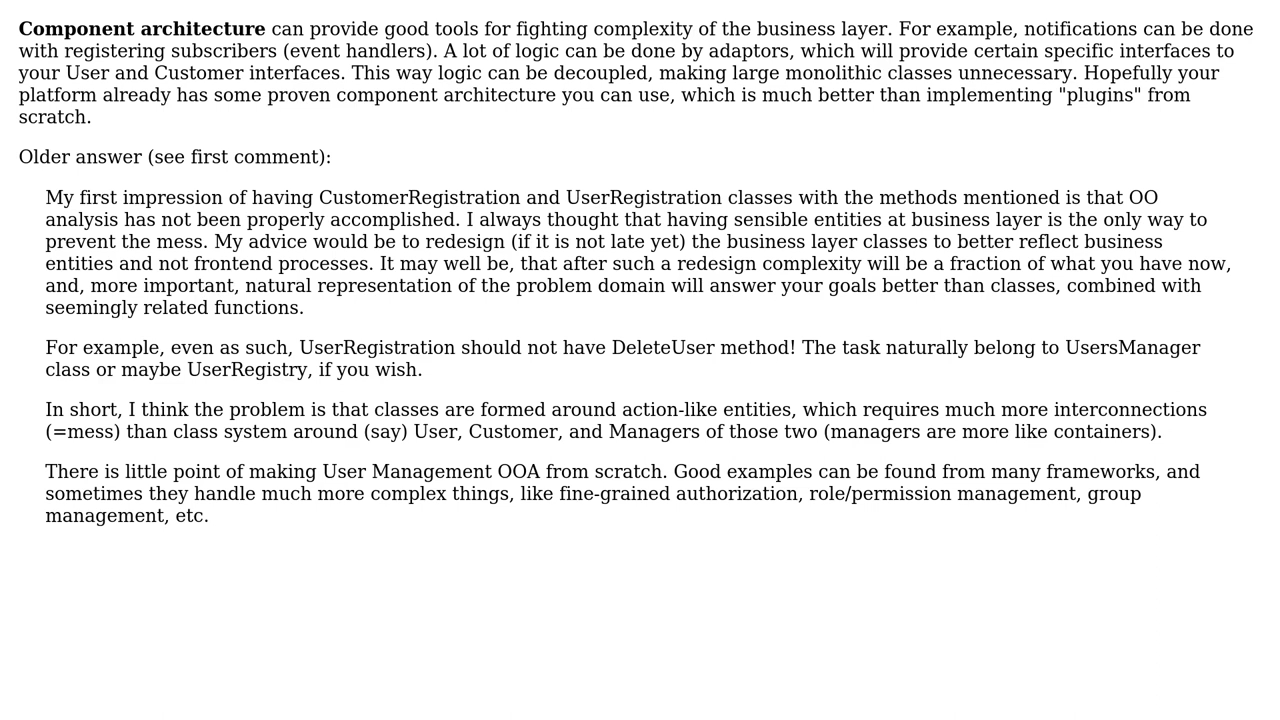 Component architecture can provide good tools for fighting complexity of the business layer. For example, notifications can be done
with registering subscribers (event handlers). A lot of logic can be done by adaptors, which will provide certain specific interfaces to
your User and Customer interfaces. This way logic can be decoupled, making large monolithic classes unnecessary. Hopefully your
platform already has some proven component architecture you can use, which is much better than implementing "plugins" from
scratch.
Older answer (see first comment):
My first impression of having CustomerRegistration and UserRegistration classes with the methods mentioned is that OO
analysis has not been properly accomplished. I always thought that having sensible entities at business layer is the only way to
prevent the mess. My advice would be to redesign (if it is not late yet) the business layer classes to better reflect business
entities and not frontend processes. It may well be, that after such a redesign complexity will be a fraction of what you have now,
and, more important, natural representation of the problem domain will answer your goals better than classes, combined with
seemingly related functions.
For example, even as such, UserRegistration should not have DeleteUser method! The task naturally belong to UsersManager
class or maybe UserRegistry, if you wish.
In short, I think the problem is that classes are formed around action-like entities, which requires much more interconnections
(=mess) than class system around (say) User, Customer, and Managers of those two (managers are more like containers).
There is little point of making User Management OOA from scratch. Good examples can be found from many frameworks, and
sometimes they handle much more complex things, like fine-grained authorization, role/permission management, group
management, etc.